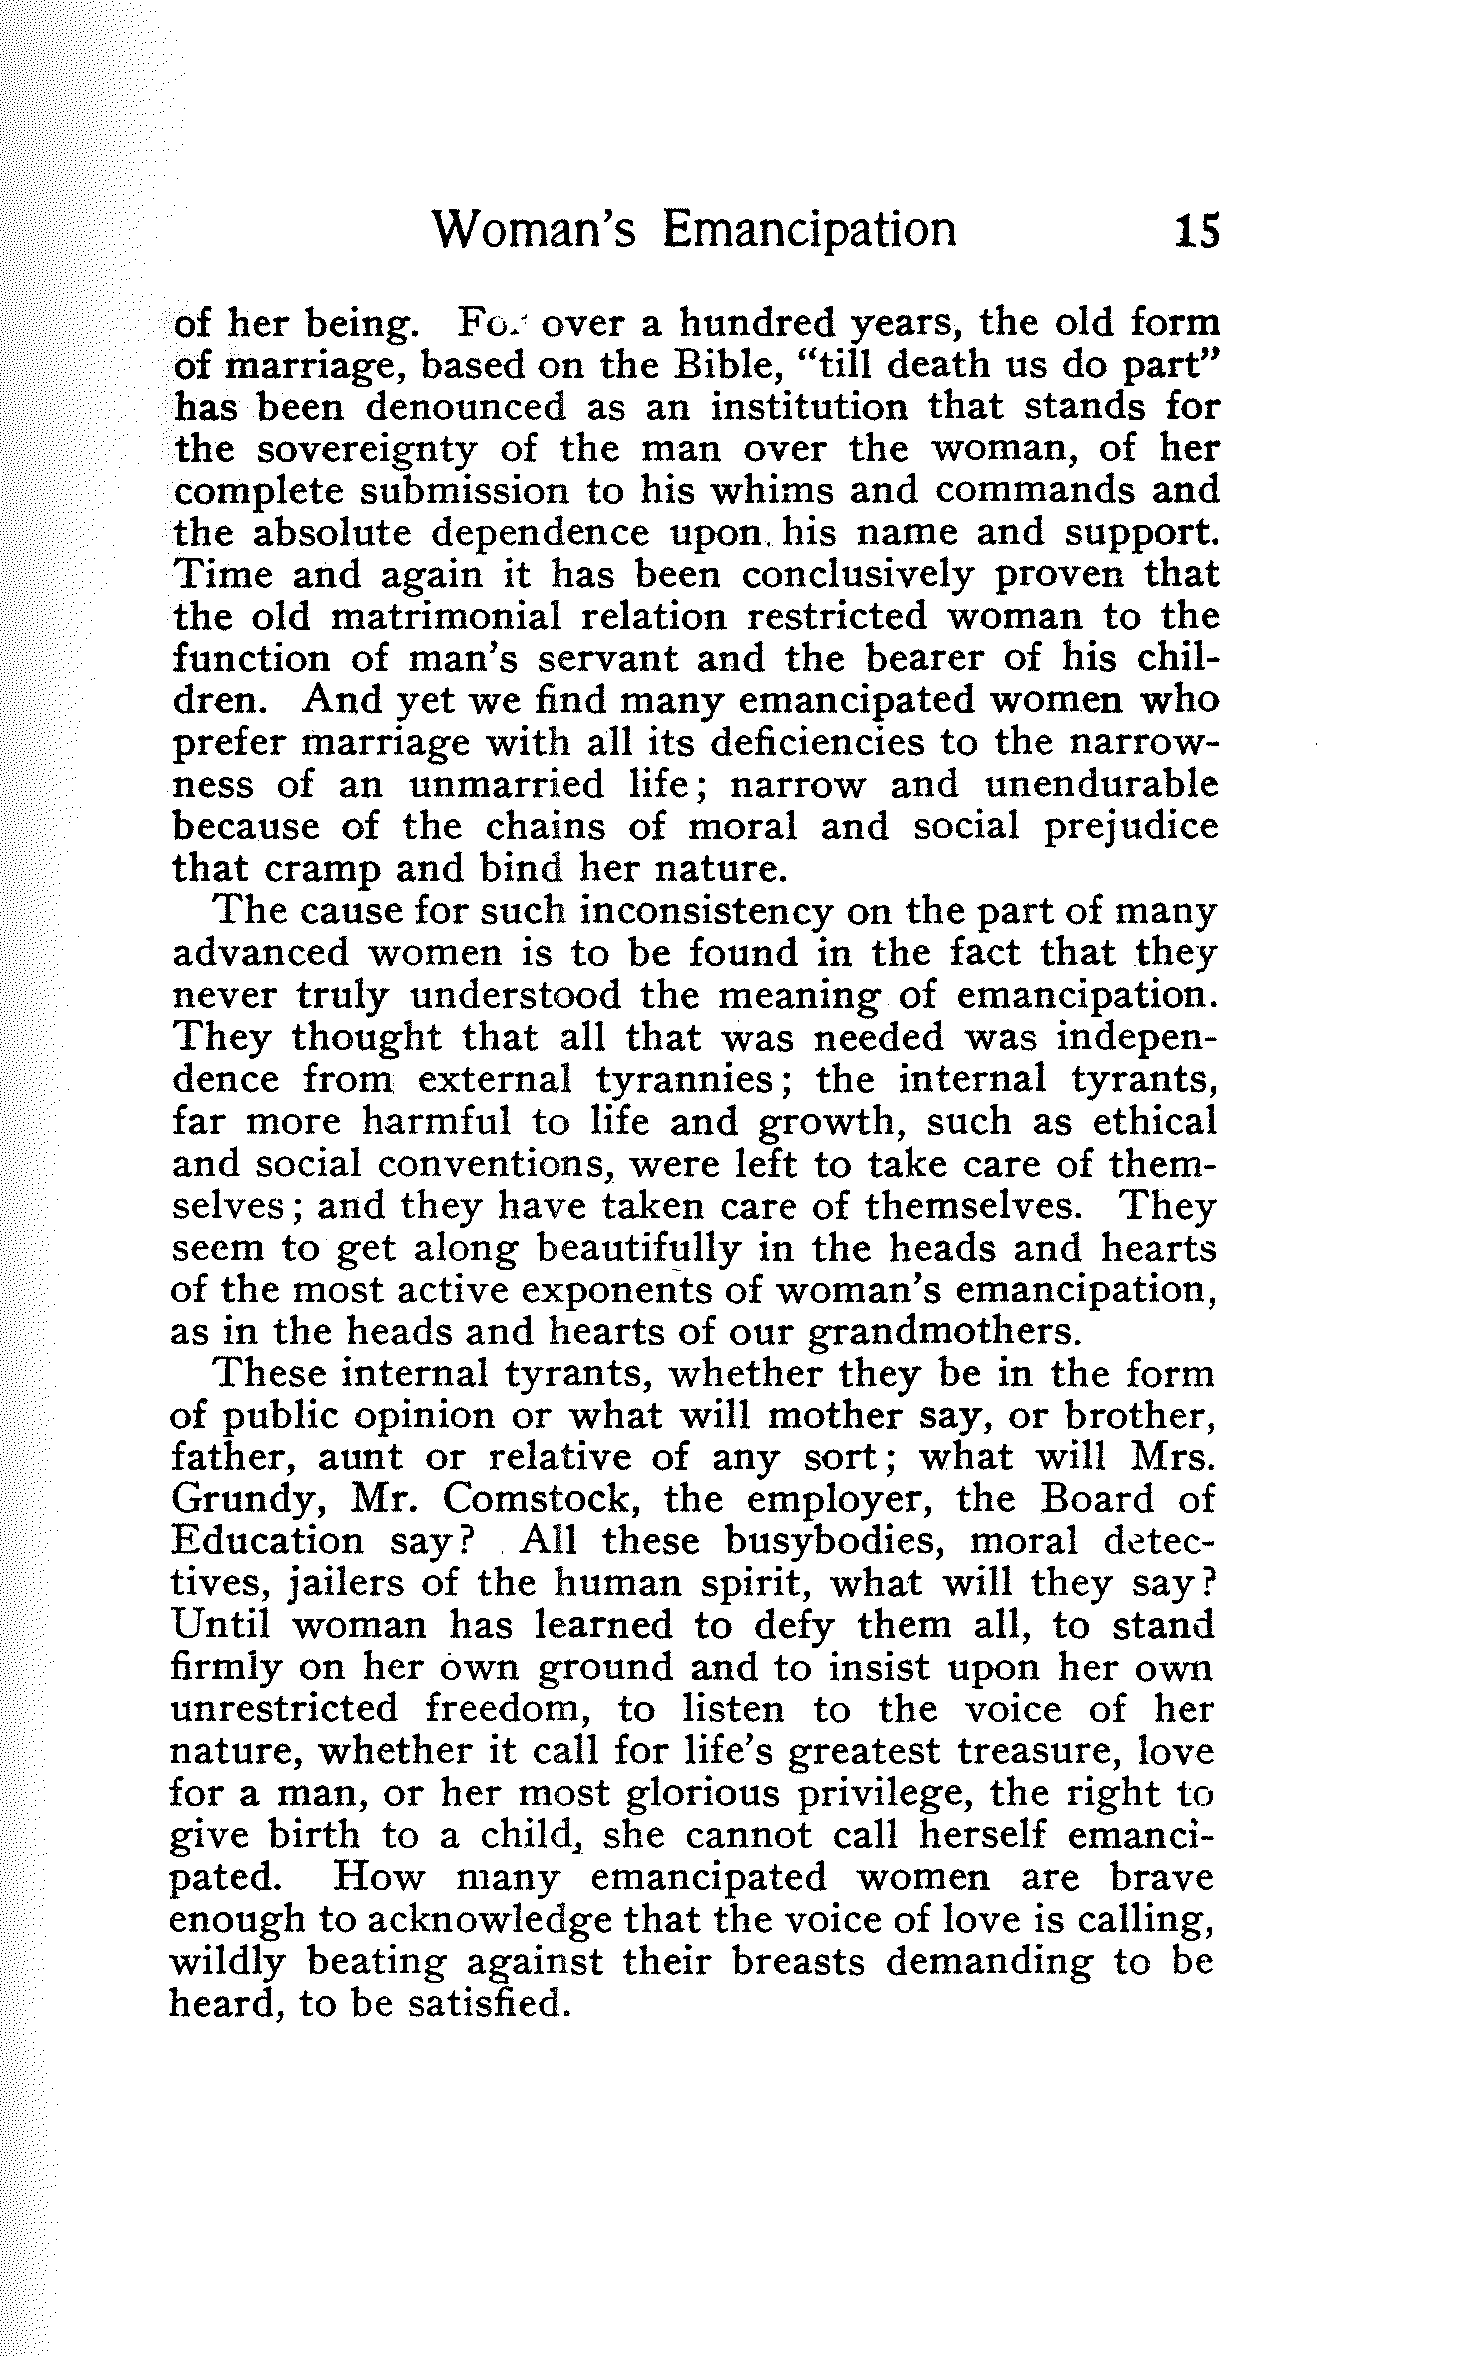 Woman's Emancipation 15
of her being. For over a hundred years, the old form
of marriage, based on the Bible, "till death us do part"
has been denounced as an institution that stands for
the sovereignty of the man over the woman, of her
complete submission to his whims and commands and
the absolute dependence upon his name and support.
Time and again it has been conclusively proven that
the old matrimonial relation restricted woman to the
function of man's servant and the bearer of his chil-
dren. And yet we find many emancipated women who
prefer marriage with all its deficiencies to the narrow-
ness of an unmarried life; narrow and unendurable
because of the chains of moral and social prejudice
that cramp and bind her nature.
The cause for such inconsistency on the part of many
advanced women is to be found in the fact that they
never truly understood the meaning of emancipation.
They thought that all that was needed was indepen-
dence from external tyrannies; the internal tyrants,
far more harmful to life and growth, such as ethical
and social conventions, were left to take care of them-
selves; and they have taken care of themselves. They
seem to get along beautifully in the heads and hearts
of the most active exponents of woman's emancipation,
as in the heads and hearts of our grandmothers.
These internal tyrants, whether they be in the form
of public opinion or what will mother say, or brother,
father, aunt or relative of any sort; what will Mrs.
Grundy, Mr. Comstock, the employer, the Board of
Education say? All these busybodies, moral detec-
tives, jailers of the human spirit, what will they say?
Until woman has learned to defy them all, to stand
firmly on her own ground and to insist upon her own
unrestricted freedom, to listen to the voice of her
nature, whether it call for life's greatest treasure, love
for a man, or her most glorious privilege, the right to
give birth to a child, she cannot call herself emanci-
pated. How many emancipated women are brave
enough to acknowledge that the voice of love is calling,
wildly beating against their breasts demanding to be
heard, to be satisfied.